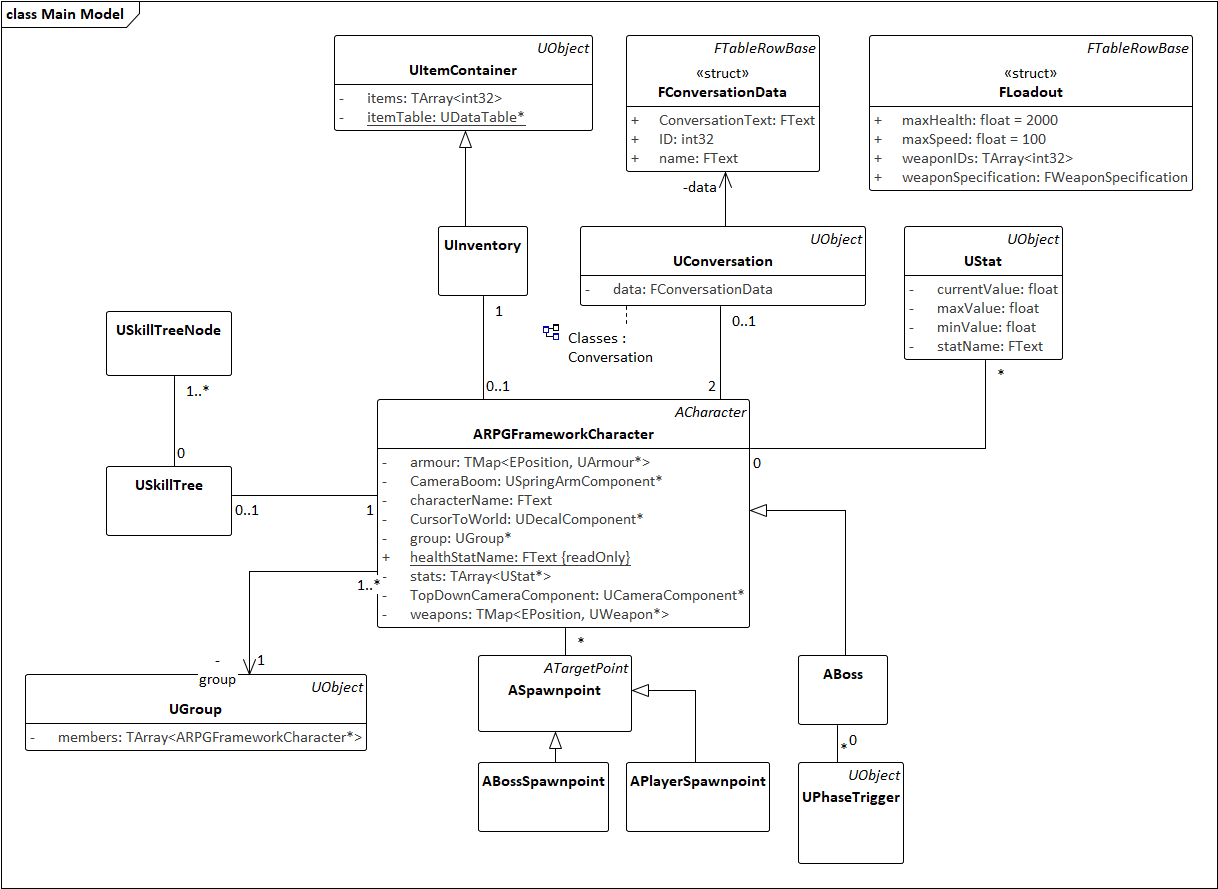 class Main Model
UObject
UItemContainer
- items: TArray<int32>
- itemTable: UDataTable*
FTableRowBase
«struct»
FConversationData
+ ConversationText: FText
+ ID: int32
+ name: FText
FTableRowBase
«struct»
FLoadout
+ maxHealth: float = 2000
+ maxSpeed: float = 100
+ weaponIDs: TArray<int32>
+ weaponSpecification: FWeaponSpecification
-data
UInventory
UObject
UConversation
- data: FConversationData
UObject
UStat
- currentValue: float
- maxValue: float
- minValue: float
- statName: FText
1
0..1
Classes :
Conversation
0..1
2
*
0
USkillTreeNode
1..*
0
USkillTree
0..1
1
ACharacter
ARPGFrameworkCharacter
- armour: TMap<EPosition, UArmour*>
- CameraBoom: USpringArmComponent*
- characterName: FText
- CursorToWorld: UDecalComponent*
- group: UGroup*
+ healthStatName: FText {readOnly}
- stats: TArray<UStat*>
- TopDownCameraComponent: UCameraComponent*
- weapons: TMap<EPosition, UWeapon*>
1..*
-
group
1
UObject
UGroup
- members: TArray<ARPGFrameworkCharacter*>
*
ATargetPoint
ASpawnpoint
ABossSpawnpoint
APlayerSpawnpoint
ABoss
0
*
UObject
UPhaseTrigger